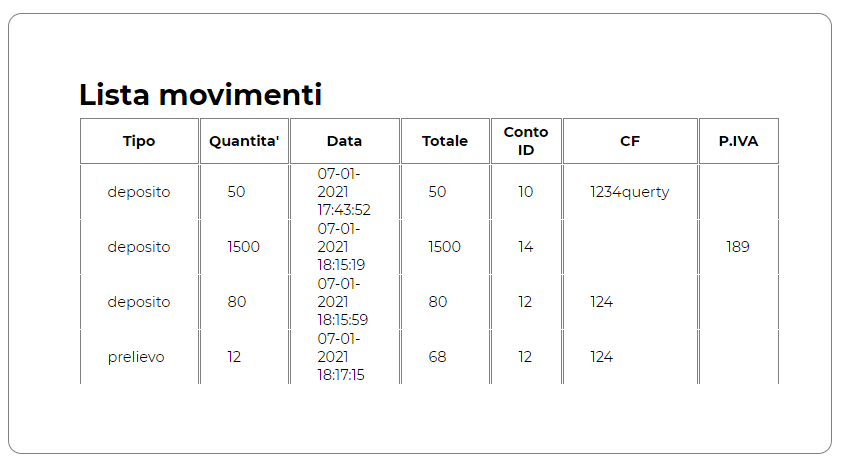 Lista movimenti
Tipo Quantita' Data Totale Conto ID CF P.IVA
deposito 50 07-01-2021 17:43:52 50 10 1234querty
deposito 1500 07-01-2021 18:15:19 1500 14 189
deposito 80 07-01-2021 18:15:59 80 12 124
prelievo 12 07-01-2021 18:17:15 68 12 124